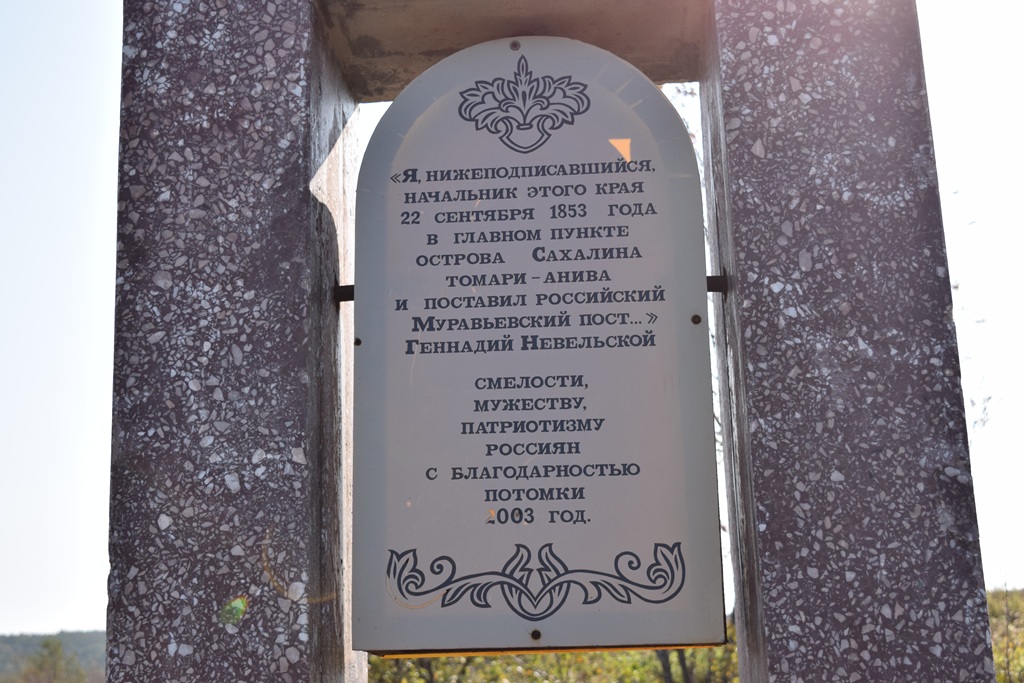 «Я, НИЖЕПОДПИСАВШИЙСЯ,
НАЧАЛЬНИК ЭТОГО КРАЯ
22 СЕНТЯБРЯ 1853 ГОДА
В ГЛАВНОМ ПУНКТЕ
ОСТРОВА САХАЛИНА
ТОМАРИ – АНИВА
И ПОСТАВИЛ РОССИЙСКИЙ
МУРАВЬЕВСКИЙ ПОСТ... »
ГЕННАДИЙ НЕВЕЛЬСКОЙ
СМЕЛОСТИ,
МУЖЕСТВУ,
ПАТРИОТИЗМУ
РОССИЯН
С БЛАГОДАРНОСТЬЮ
ПОТОМКИ
2003 ГОД.